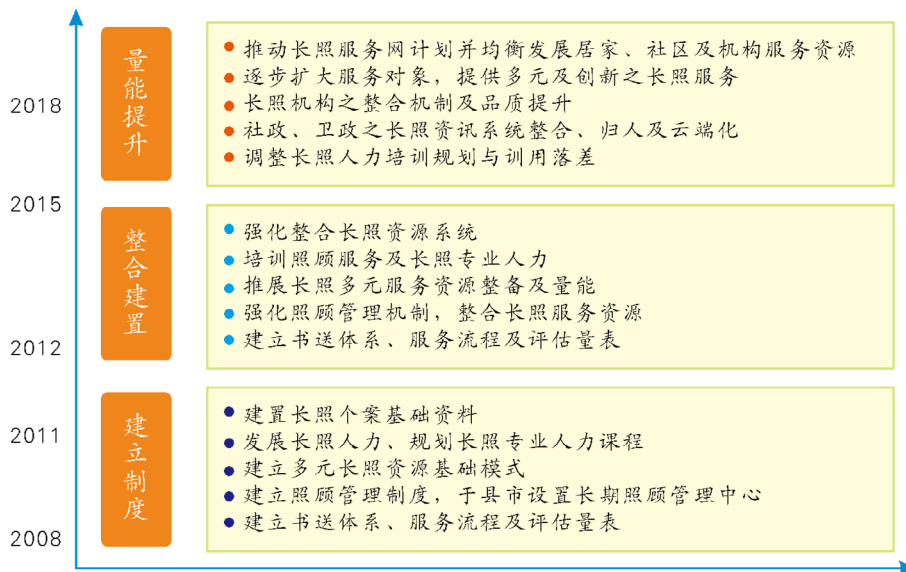 量能提升
推动长照服务网计划并均衡发展居家、社区及机构服务资源
逐步扩大服务对象，提供多元及创新之长照服务
长照机构之整合机制及品质提升
社政、卫政之长照资讯系统整合、归人及云端化
调整长照人力培训规划与训用落差
2018
2015
整合建置
强化整合长照资源系统
培训照顾服务及长照专业人力
推展长照多元服务资源整备及量能
强化照顾管理机制，整合长照服务资源
建立书送体系、服务流程及评估量表
2012
建立制度
建置长照个案基础资料
发展长照人力、规划长照专业人力课程
建立多元长照资源基础模式
建立照顾管理制度，于县市设置长期照顾管理中心
建立书送体系、服务流程及评估量表
2011
2008